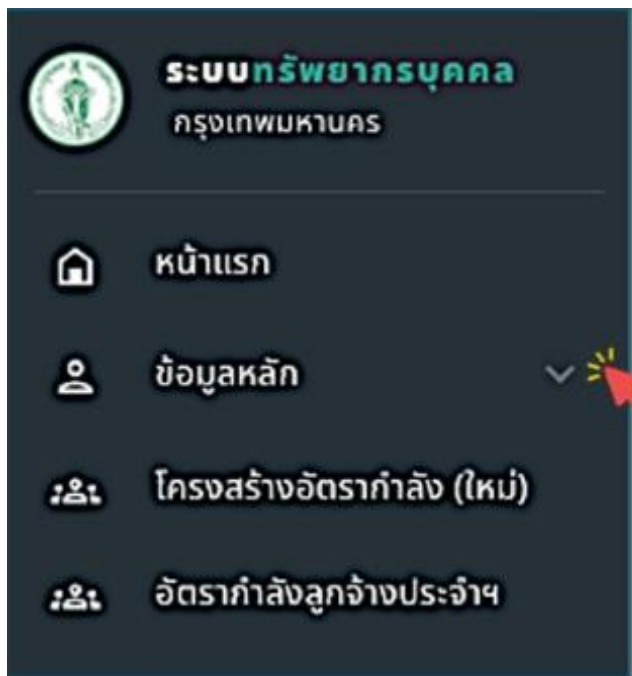 ระบบทรัพยากรบุคคล
กรุงเทพมหานคร
หน้าแรก
ข้อมูลหลัก
โครงสร้างอัตรากำลัง (ใหม่)
อัตรากำลังลูกจ้างประจำฯ